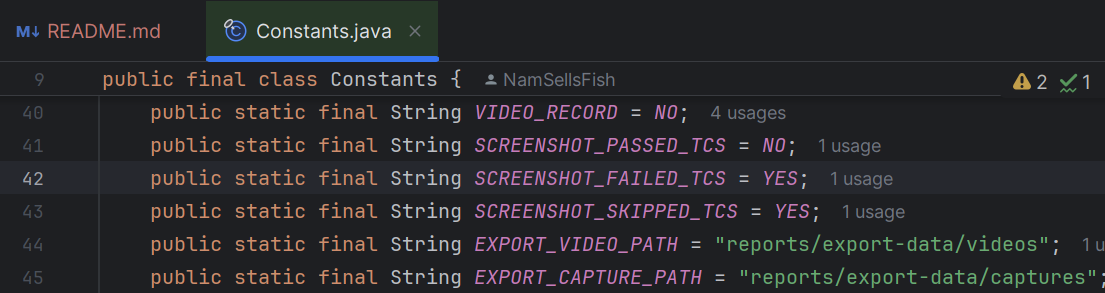 M↓ README.md
Constants.java
9 public final class Constants { NamSellsFish 2 1
40 public static final String VIDEO_RECORD = NO; 4 usages
41 public static final String SCREENSHOT_PASSED_TCS = NO; 1 usage
42 public static final String SCREENSHOT_FAILED_TCS = YES; 1 usage
43 public static final String SCREENSHOT_SKIPPED_TCS = YES; 1 usage
44 public static final String EXPORT_VIDEO_PATH = "reports/export-data/videos"; 1 u
45 public static final String EXPORT_CAPTURE_PATH = "reports/export-data/captures";